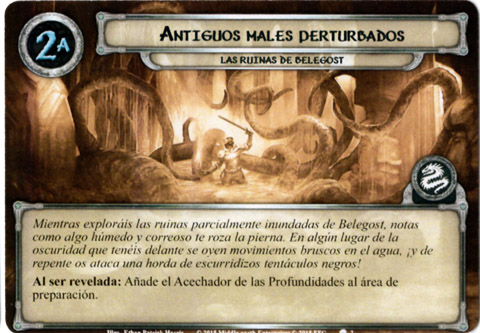 2A
ANTIGUOS MALES PERTURBADOS
LAS RUINAS DE BELEGOST
Mientras exploráis las ruinas parcialmente inundadas de Belegost, notas
como algo húmedo y correoso te roza la pierna. En algún lugar de la
oscuridad que tenéis delante se oyen movimientos bruscos en el agua, ¡y de
repente os ataca una horda de escurridizos tentáculos negros!
Al ser revelada: Añade el Acechador de las Profundidades al área de
preparación.